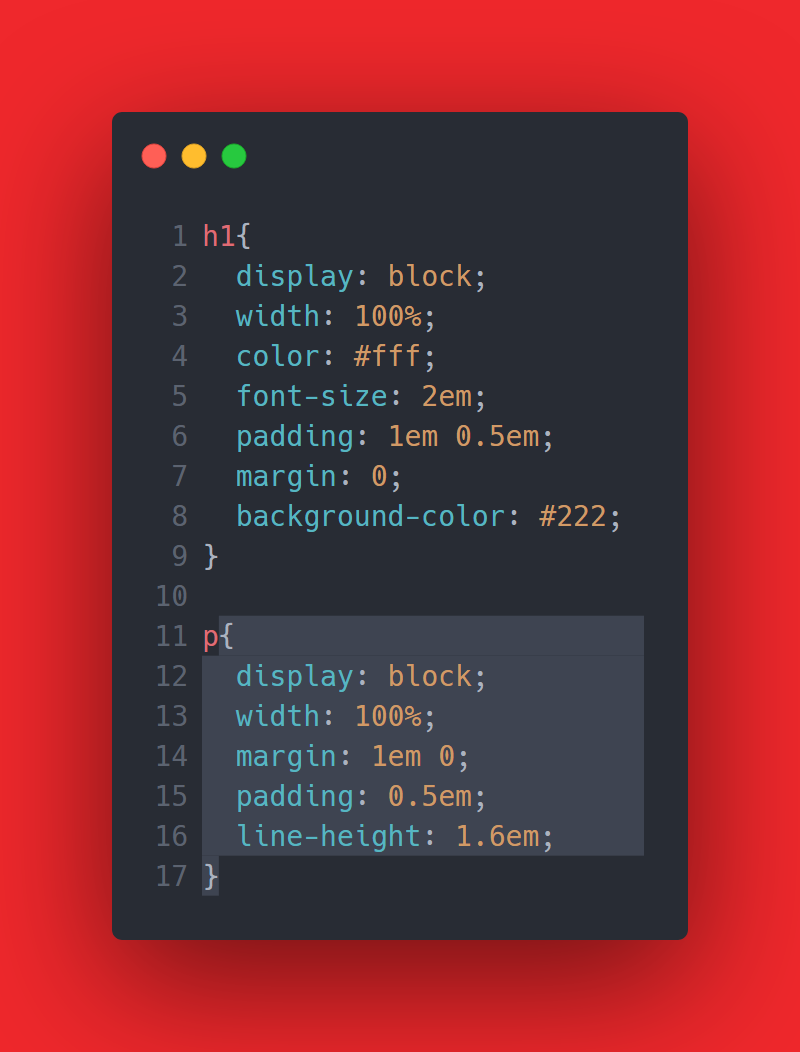 1 h1{
2   display: block;
3   width: 100%;
4   color: #fff;
5   font-size: 2em;
6   padding: 1em 0.5em;
7   margin: 0;
8   background-color: #222;
9 }
10
11 p{
12   display: block;
13   width: 100%;
14   margin: 1em 0;
15   padding: 0.5em;
16   line-height: 1.6em;
17 }